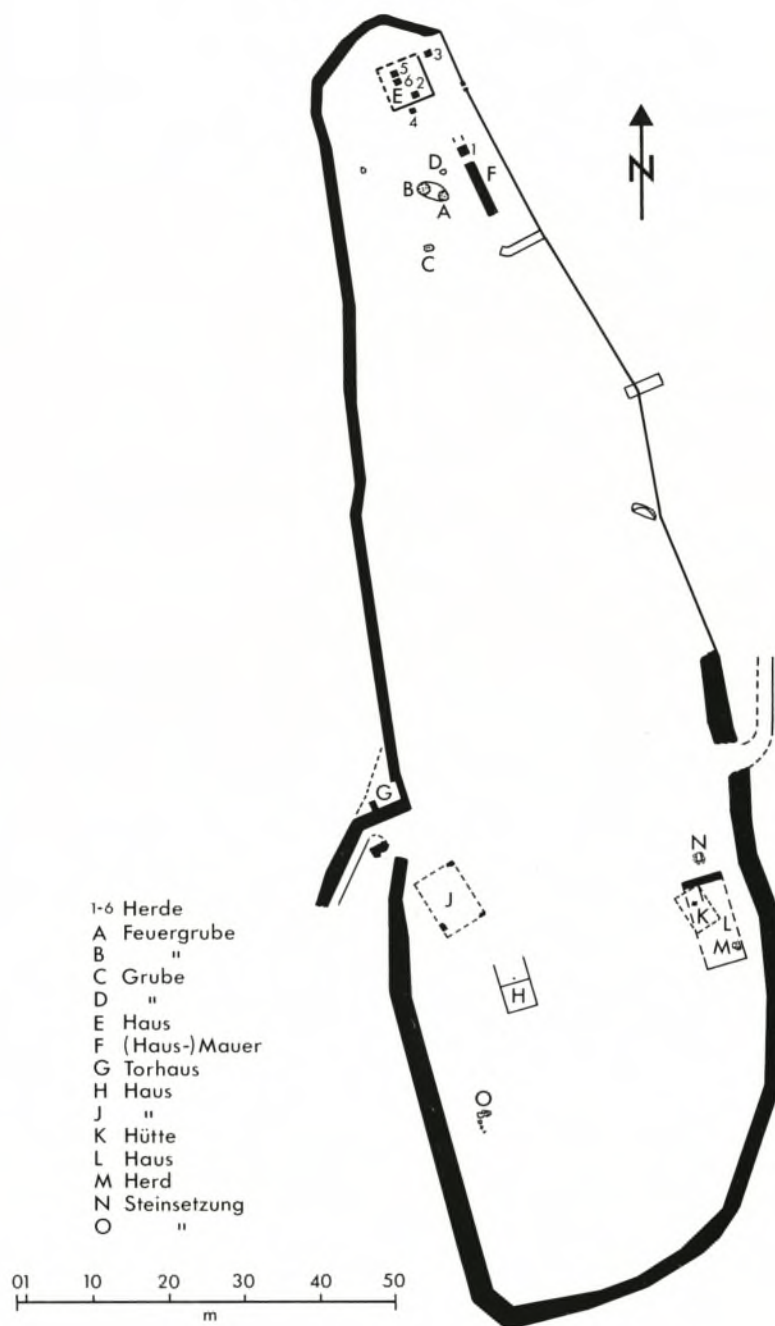 3
5
6
E 2
4
1
D
F
B
A
C
N
G
N
J
K
L
M
H
O
1-6 Herde
A Feuergrube
B "
C Grube
D "
E Haus
F (Haus-)Mauer
G Torhaus
H Haus
J "
K Hütte
L Haus
M Herd
N Steinsetzung
O "
01 10 20 30 40 50
m